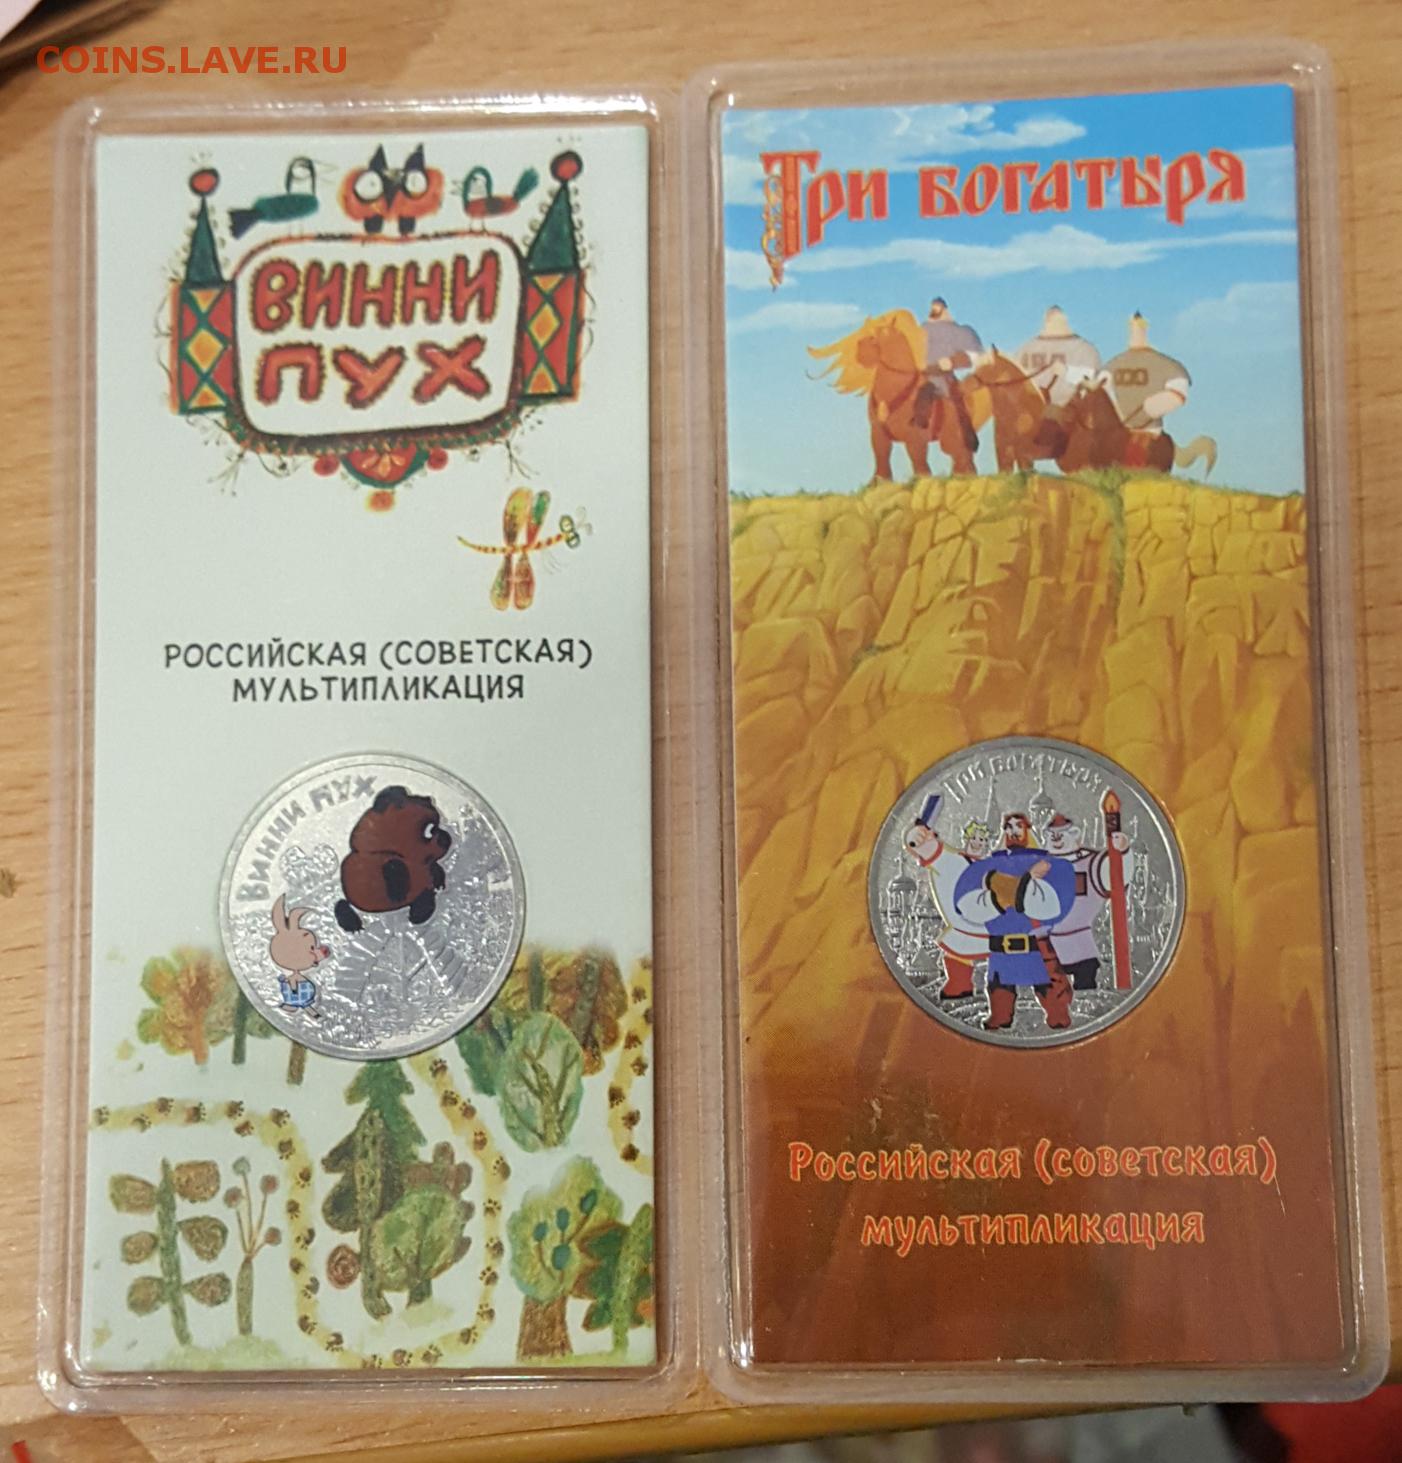 COINS.LAVE.RU
ВИННИ
ПУХ
РОССИЙСКАЯ (СОВЕТСКАЯ)
МУЛЬТИПЛИКАЦИЯ
ВИННИ ПУХ
Три богатыря
ТРИ БОГАТЫРЯ
Российская (советская)
мультипликация